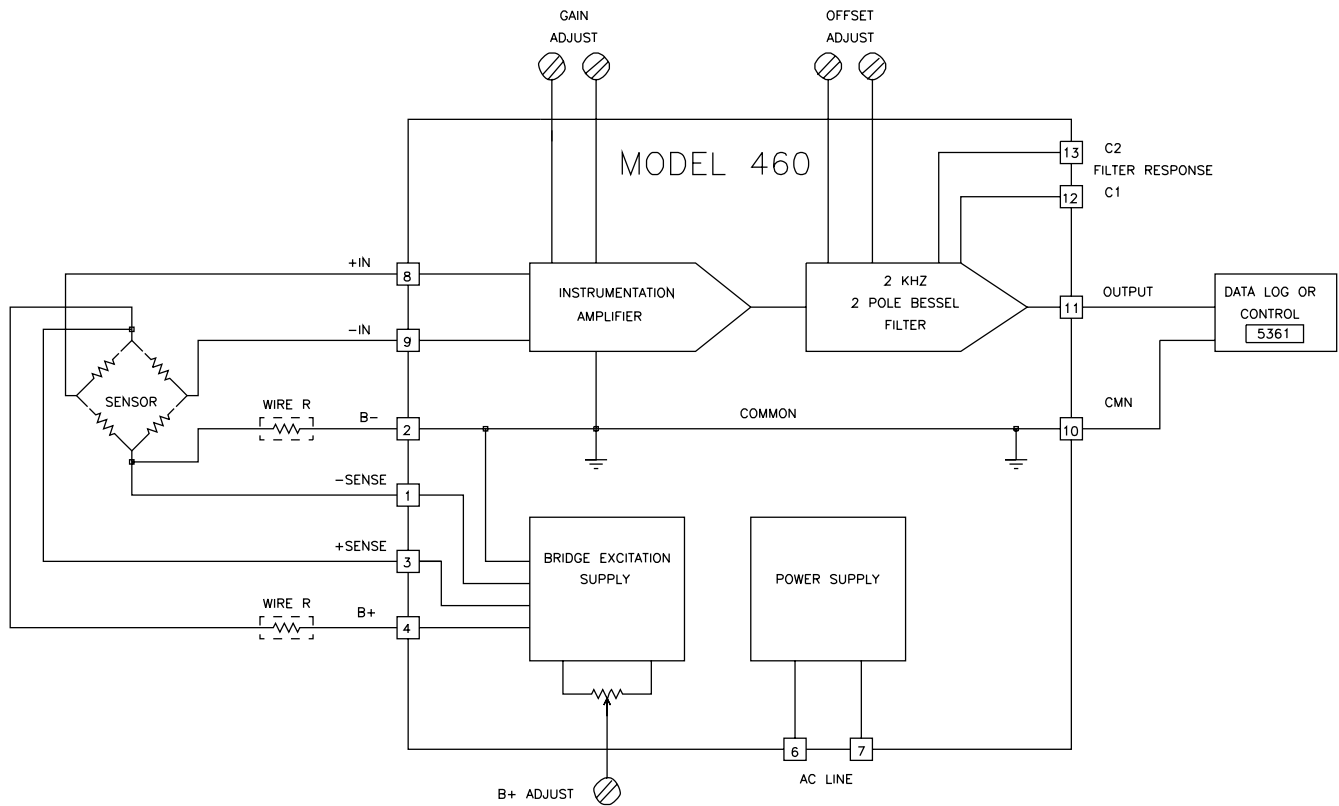 GAIN
ADJUST
OFFSET
ADJUST
MODEL 460
13
C2
FILTER RESPONSE
12
C1
+IN
8
INSTRUMENTATION
AMPLIFIER
2 KHZ
2 POLE BESSEL
FILTER
11
OUTPUT
DATA LOG OR
CONTROL
5361
-IN
9
SENSOR
WIRE R
B-
2
COMMON
10
CMN
-SENSE
1
+SENSE
3
BRIDGE EXCITATION
SUPPLY
POWER SUPPLY
WIRE R
B+
4
6
7
AC LINE
B+ ADJUST